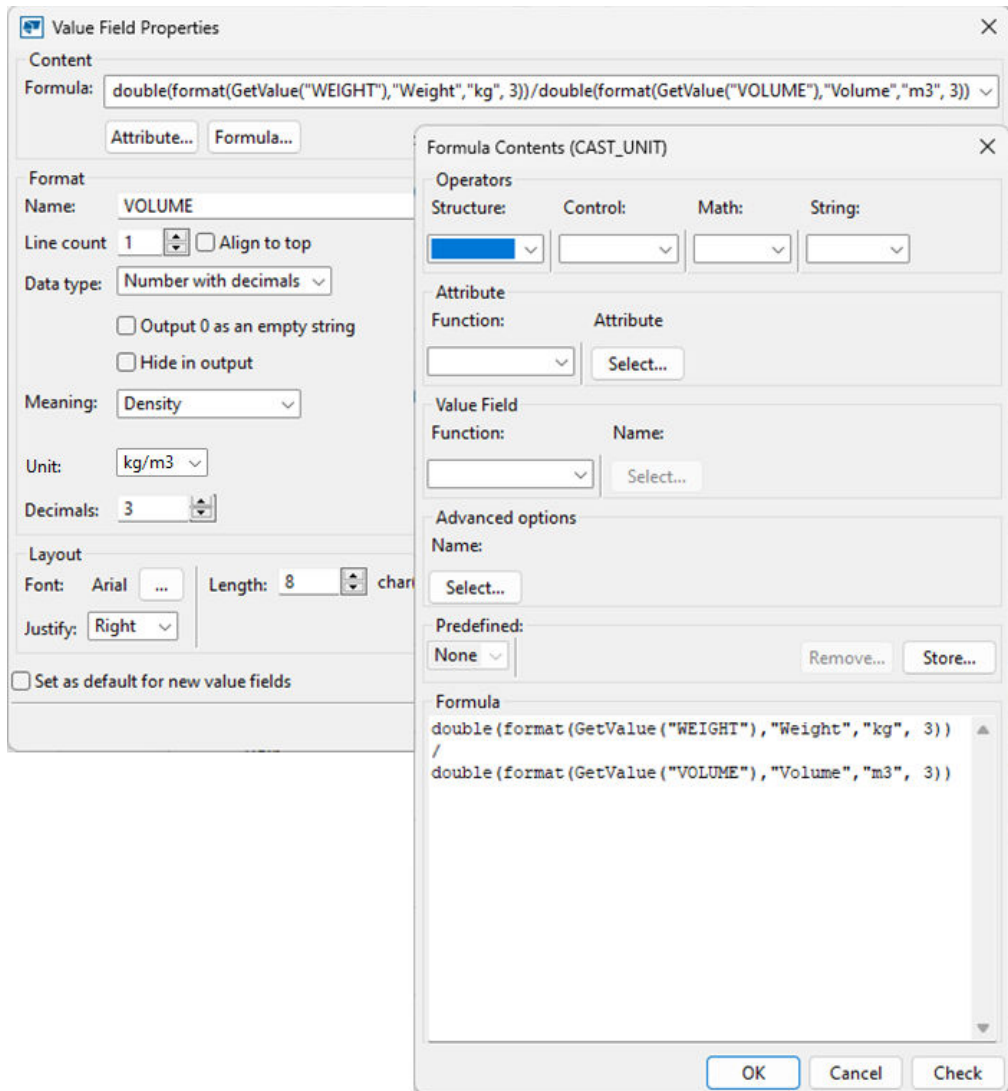 Value Field Properties
Content
Formula: double(format(GetValue("WEIGHT"),"Weight","kg", 3))/double(format(GetValue("VOLUME"),"Volume","m3", 3))
Attribute... Formula...
Format
Name: VOLUME
Line count 1 Align to top
Data type: Number with decimals
Output 0 as an empty string
Hide in output
Meaning: Density
Unit: kg/m3
Decimals: 3
Layout
Font: Arial ... Length: 8 char
Justify: Right
Set as default for new value fields
Formula Contents (CAST_UNIT)
Operators
Structure: Control: Math: String:
Attribute
Function: Attribute
Select...
Value Field
Function: Name:
Select...
Advanced options
Name:
Select...
Predefined:
None Remove... Store...
Formula
double(format(GetValue("WEIGHT"),"Weight","kg", 3))
/
double(format(GetValue("VOLUME"),"Volume","m3", 3))
OK Cancel Check